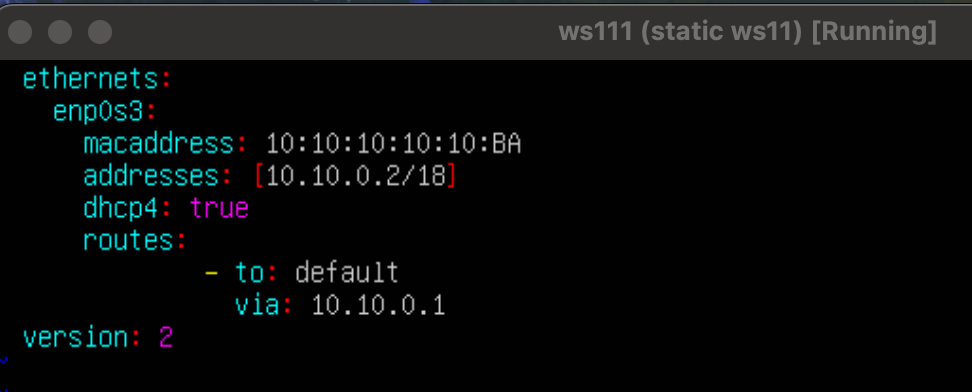 ws111 (static ws11) [Running]
ethernets:
  enp0s3:
    macaddress: 10:10:10:10:10:BA
    addresses: [10.10.0.2/18]
    dhcp4: true
    routes:
            - to: default
              via: 10.10.0.1
version: 2
~